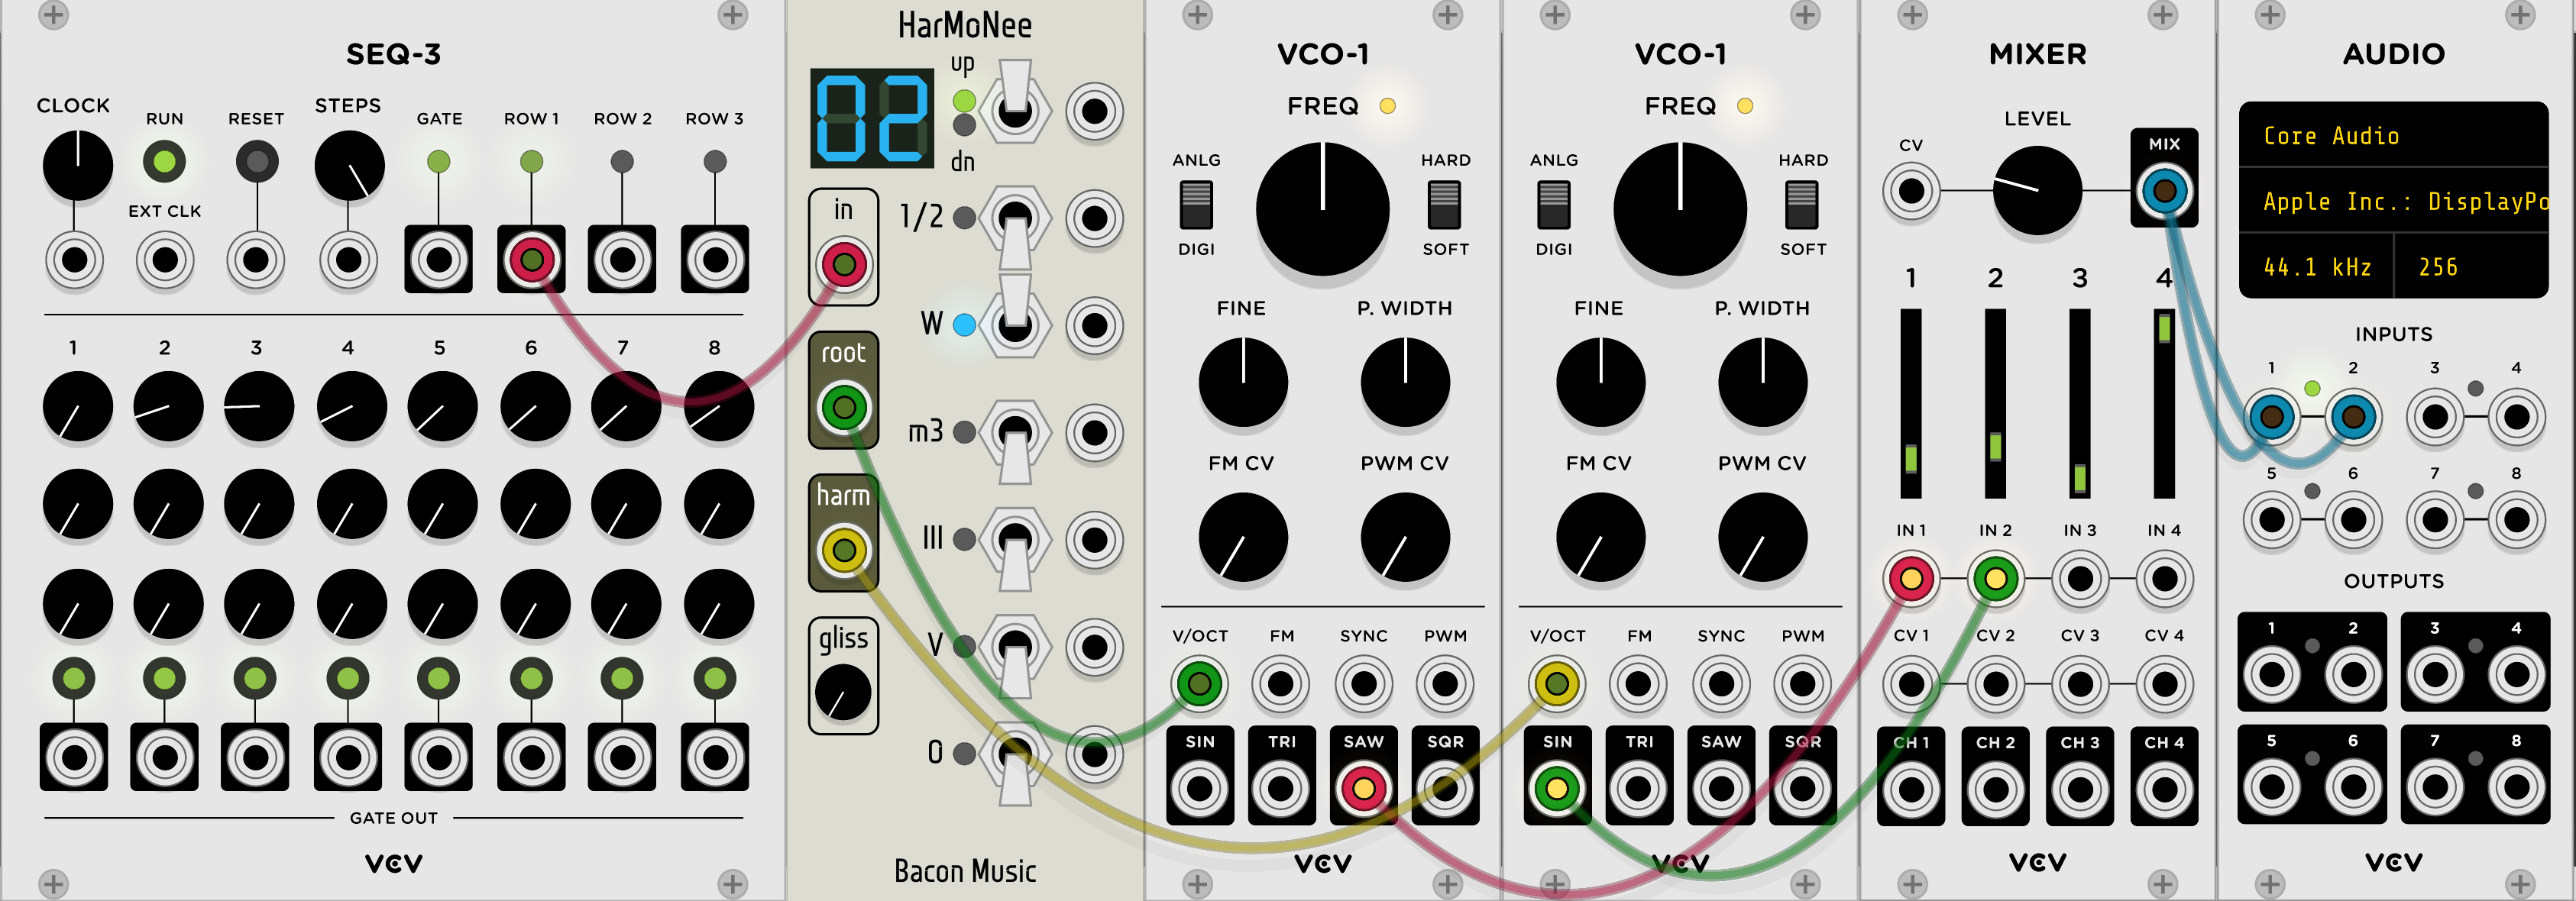 SEQ-3
CLOCK
RUN
RESET
STEPS
GATE
ROW 1
ROW 2
ROW 3
EXT CLK
1 2 3 4 5 6 7 8
GATE OUT
VCV
HarMoNee
02
up
dn
in
1/2
W
root
m3
harm
III
gliss
V
0
Bacon Music
VCO-1
FREQ
ANLG
HARD
DIGI
SOFT
FINE
P. WIDTH
FM CV
PWM CV
V/OCT FM SYNC PWM
SIN TRI SAW SQR
VCV
VCO-1
FREQ
ANLG
HARD
DIGI
SOFT
FINE
P. WIDTH
FM CV
PWM CV
V/OCT FM SYNC PWM
SIN TRI SAW SQR
VCV
MIXER
LEVEL
CV
MIX
1 2 3 4
IN 1 IN 2 IN 3 IN 4
CV 1 CV 2 CV 3 CV 4
CH 1 CH 2 CH 3 CH 4
VCV
AUDIO
Core Audio
Apple Inc.: DisplayPo
44.1 kHz 256
INPUTS
1 2 3 4
5 6 7 8
OUTPUTS
1 2 3 4
5 6 7 8
VCV